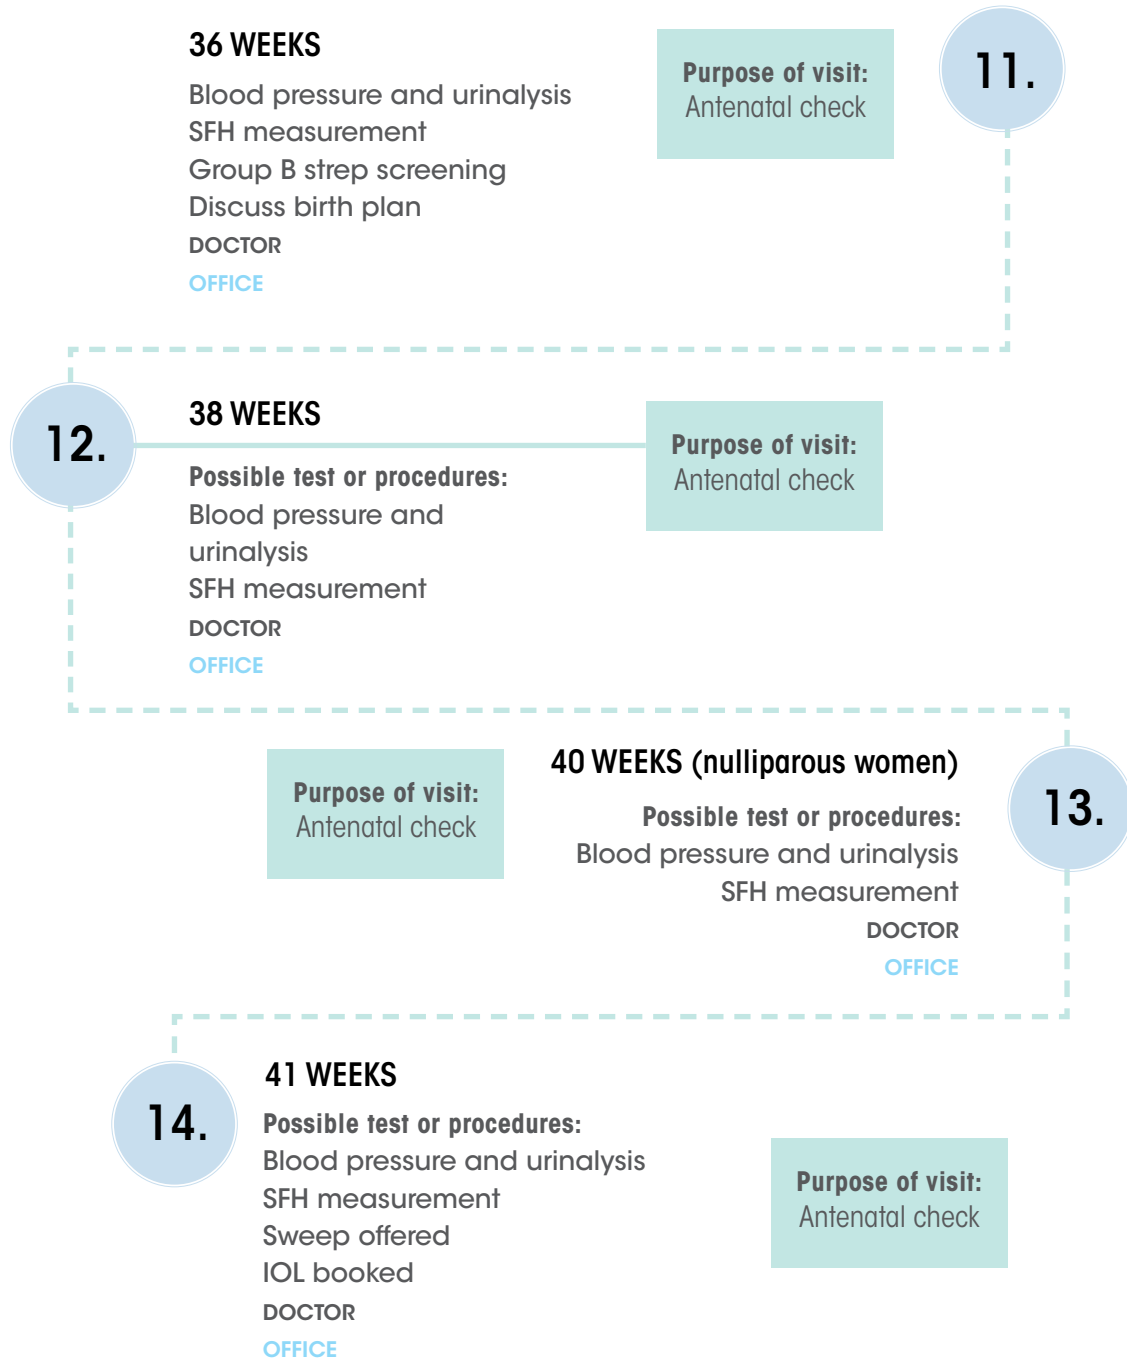 36 WEEKS
Blood pressure and urinalysis
SFH measurement
Group B strep screening
Discuss birth plan
DOCTOR
OFFICE
Purpose of visit:
Antenatal check
11.
12.
38 WEEKS
Possible test or procedures:
Blood pressure and
urinalysis
SFH measurement
DOCTOR
OFFICE
Purpose of visit:
Antenatal check
Purpose of visit:
Antenatal check
40 WEEKS (nulliparous women)
Possible test or procedures:
Blood pressure and urinalysis
SFH measurement
DOCTOR
OFFICE
13.
14.
41 WEEKS
Possible test or procedures:
Blood pressure and urinalysis
SFH measurement
Sweep offered
IOL booked
DOCTOR
OFFICE
Purpose of visit:
Antenatal check